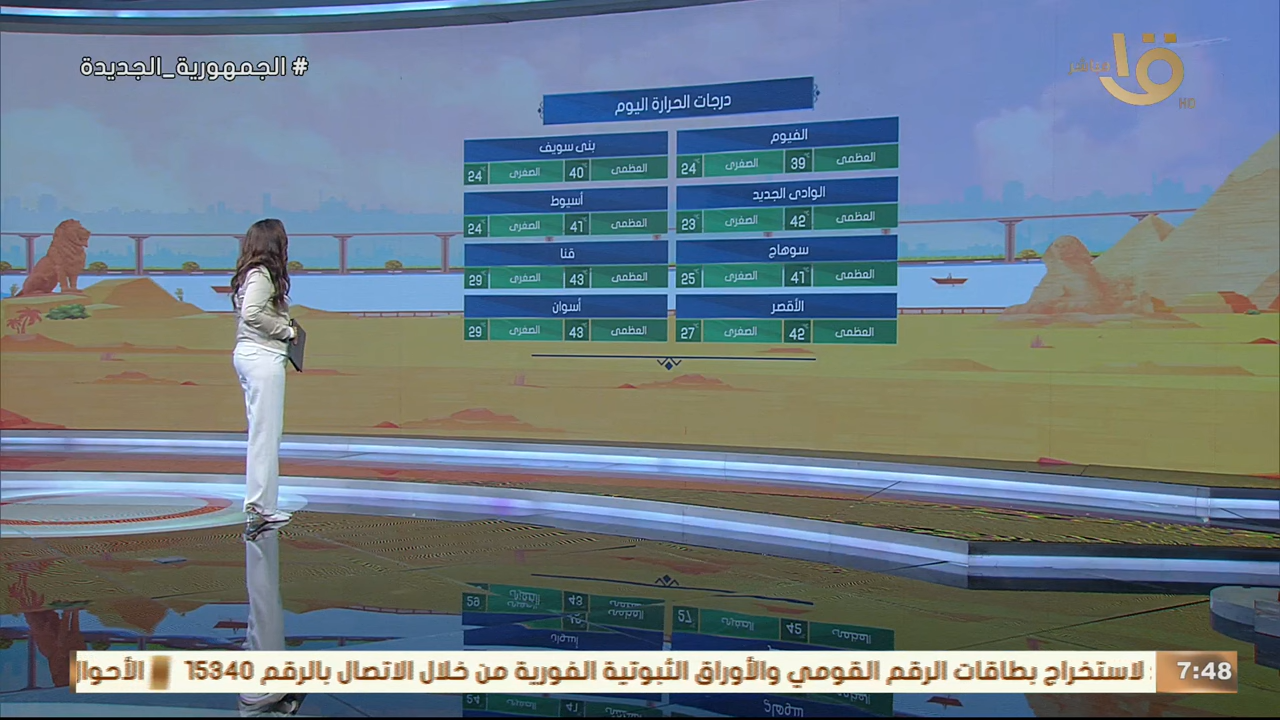 #الجمهورية_الجديدة
مباشر
HD
درجات الحرارة اليوم
الفيوم
العظمى 39 الصغرى 24
بنى سويف
العظمى 40 الصغرى 24
الوادى الجديد
العظمى 42 الصغرى 23
أسيوط
العظمى 41 الصغرى 24
سوهاج
العظمى 41 الصغرى 25
قنا
العظمى 43 الصغرى 29
الأقصر
العظمى 42 الصغرى 27
أسوان
العظمى 43 الصغرى 29
7:48
لاستخراج بطاقات الرقم القومي والأوراق الثبوتية الفورية من خلال الاتصال بالرقم 15340